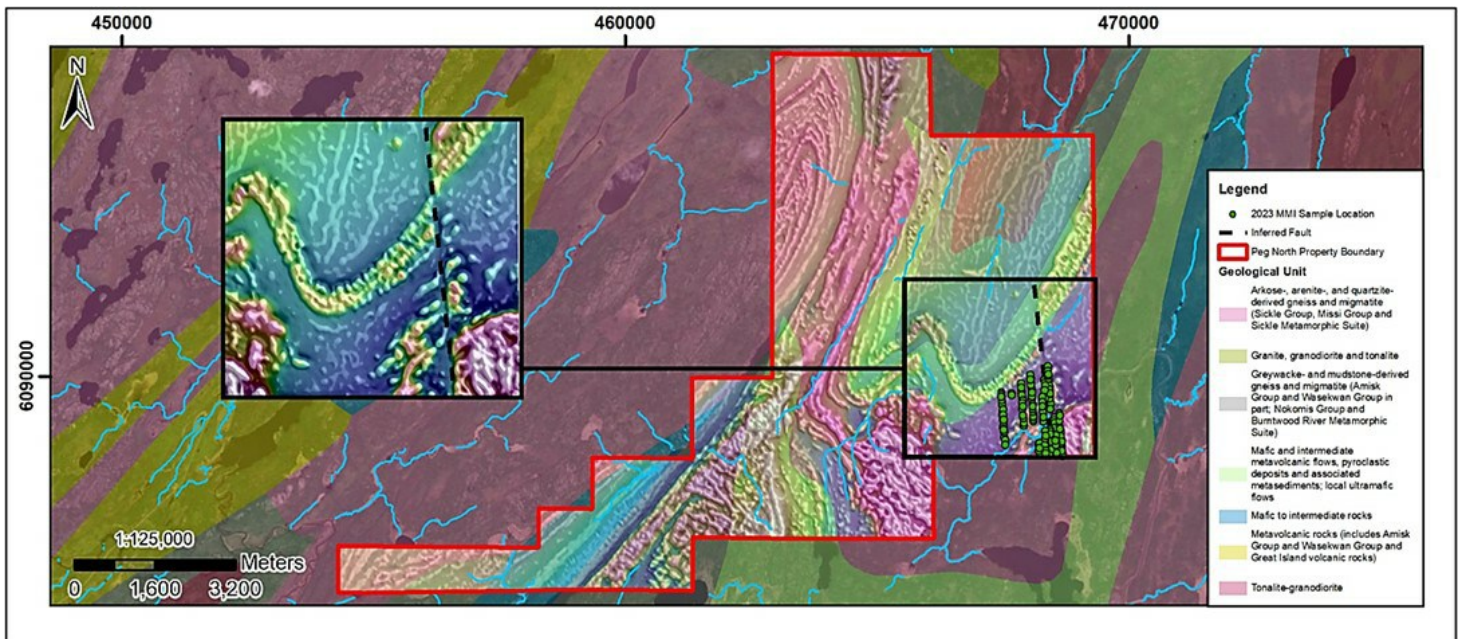 450000
460000
470000
N
6090000
1:125,000
Meters
0 1,600 3,200
Legend
2023 MMI Sample Location
Inferred Fault
Peg North Property Boundary
Geological Unit
Arkose-, arenite-, and quartzite-
derived gneiss and migmatite
(Sickle Group, Missi Group and
Sickle Metamorphic Suite)
Granite, granodiorite and tonalite
Greywacke- and mudstone-derived
gneiss and migmatite (Amisk
Group and Wasekwan Group in
part; Nokomis Group and
Burntwood River Metamorphic
Suite)
Mafic and intermediate
metavolcanic flows, pyroclastic
deposits and associated
metasediments; local ultramafic
flows
Mafic to intermediate rocks
Metavolcanic rocks (includes Amisk
Group and Wasekwan Group and
Great Island volcanic rocks)
Tonalite-granodiorite